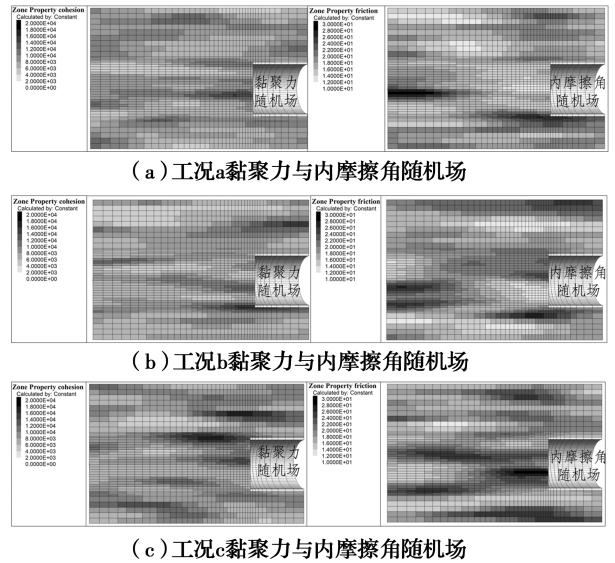 Zone Property cohesion
Calculated by: Constant
2.0000E+04
1.8000E+04
1.6000E+04
1.4000E+04
1.2000E+04
1.0000E+04
8.0000E+03
6.0000E+03
4.0000E+03
2.0000E+03
0.0000E+00
黏聚力
随机场
Zone Property friction
Calculated by: Constant
3.0000E+01
2.8000E+01
2.6000E+01
2.4000E+01
2.2000E+01
2.0000E+01
1.8000E+01
1.6000E+01
1.4000E+01
1.2000E+01
1.0000E+01
内摩擦角
随机场
（a）工况a黏聚力与内摩擦角随机场
Zone Property cohesion
Calculated by: Constant
2.0000E+04
1.8000E+04
1.6000E+04
1.4000E+04
1.2000E+04
1.0000E+04
8.0000E+03
6.0000E+03
4.0000E+03
2.0000E+03
0.0000E+00
黏聚力
随机场
Zone Property friction
Calculated by: Constant
3.0000E+01
2.8000E+01
2.6000E+01
2.4000E+01
2.2000E+01
2.0000E+01
1.8000E+01
1.6000E+01
1.4000E+01
1.2000E+01
1.0000E+01
内摩擦角
随机场
（b）工况b黏聚力与内摩擦角随机场
Zone Property cohesion
Calculated by: Constant
2.0000E+04
1.8000E+04
1.6000E+04
1.4000E+04
1.2000E+04
1.0000E+04
8.0000E+03
6.0000E+03
4.0000E+03
2.0000E+03
0.0000E+00
黏聚力
随机场
Zone Property friction
Calculated by: Constant
3.0000E+01
2.8000E+01
2.6000E+01
2.4000E+01
2.2000E+01
2.0000E+01
1.8000E+01
1.6000E+01
1.4000E+01
1.2000E+01
1.0000E+01
内摩擦角
随机场
（c）工况c黏聚力与内摩擦角随机场